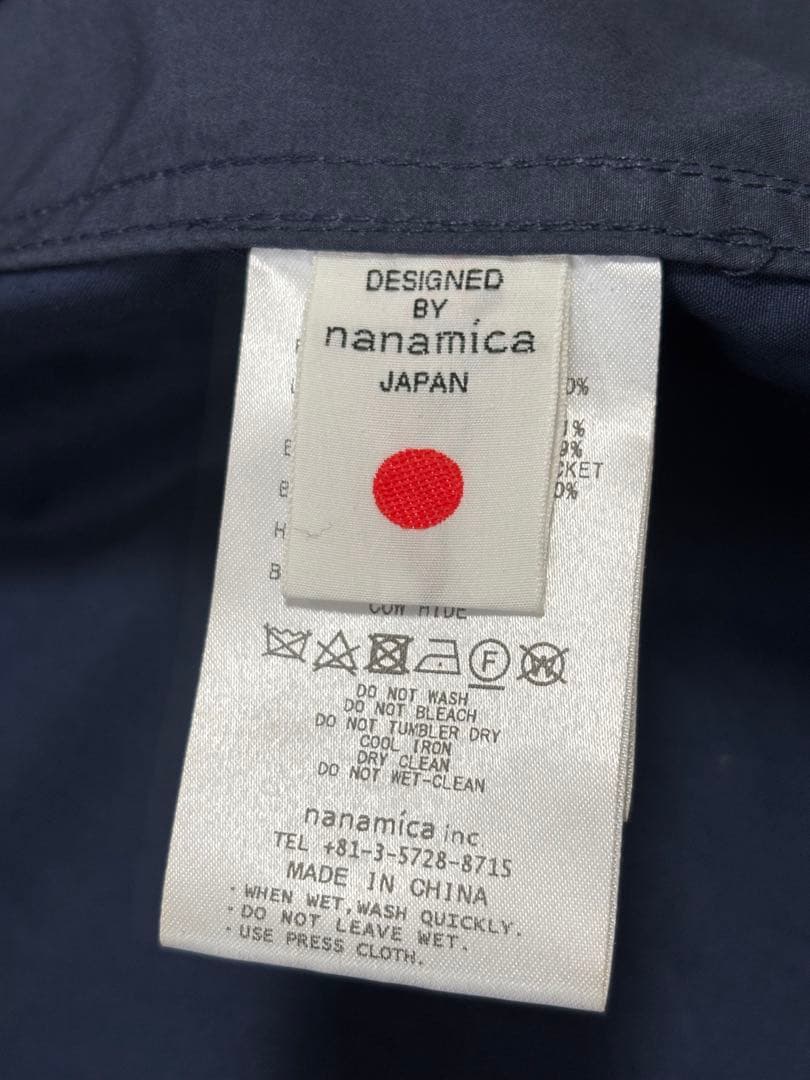 DESIGNED
BY
nanamica
JAPAN
COW HIDE
F
W
DO NOT WASH
DO NOT BLEACH
DO NOT TUMBLER DRY
COOL IRON
DRY CLEAN
DO NOT WET-CLEAN
nanamica inc.
TEL +81-3-5728-8715
MADE IN CHINA
・WHEN WET,WASH QUICKLY.
・DO NOT LEAVE WET.
・USE PRESS CLOTH.